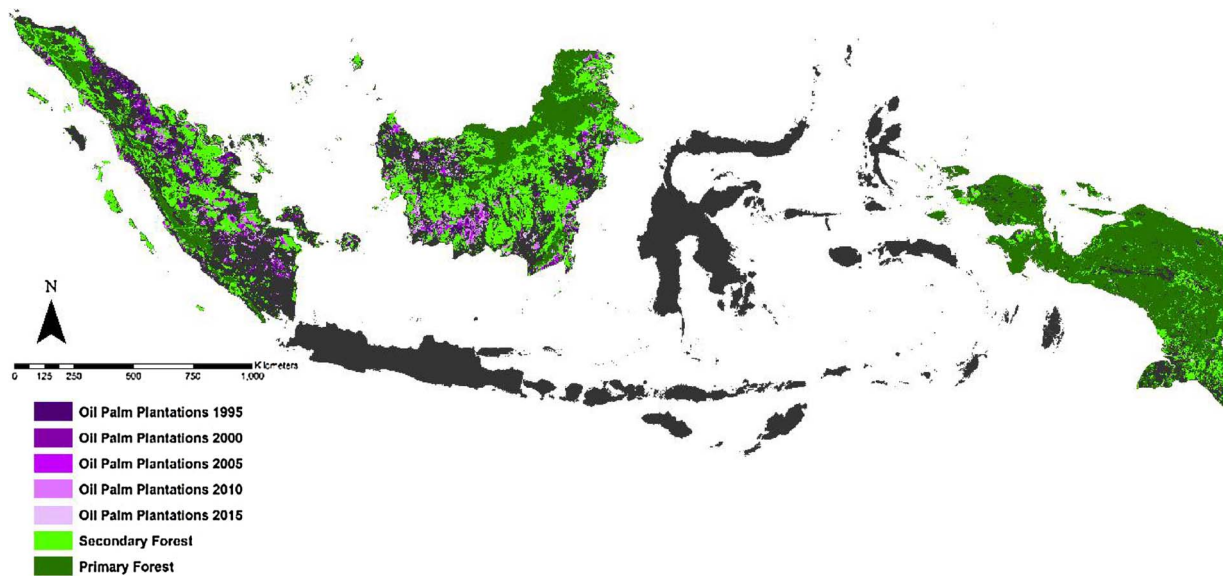 N
Kilometers
0 125 250 500 750 1,000
Oil Palm Plantations 1995
Oil Palm Plantations 2000
Oil Palm Plantations 2005
Oil Palm Plantations 2010
Oil Palm Plantations 2015
Secondary Forest
Primary Forest